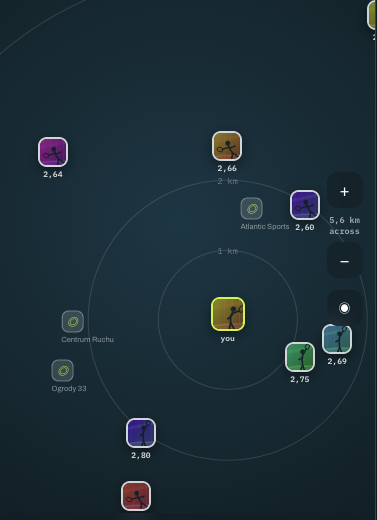 2,64
2,66
2 km
Atlantic Sports
2,60
5,6 km
across
1 km
you
Centrum Ruchu
2,69
2,75
Ogrody 33
2,80